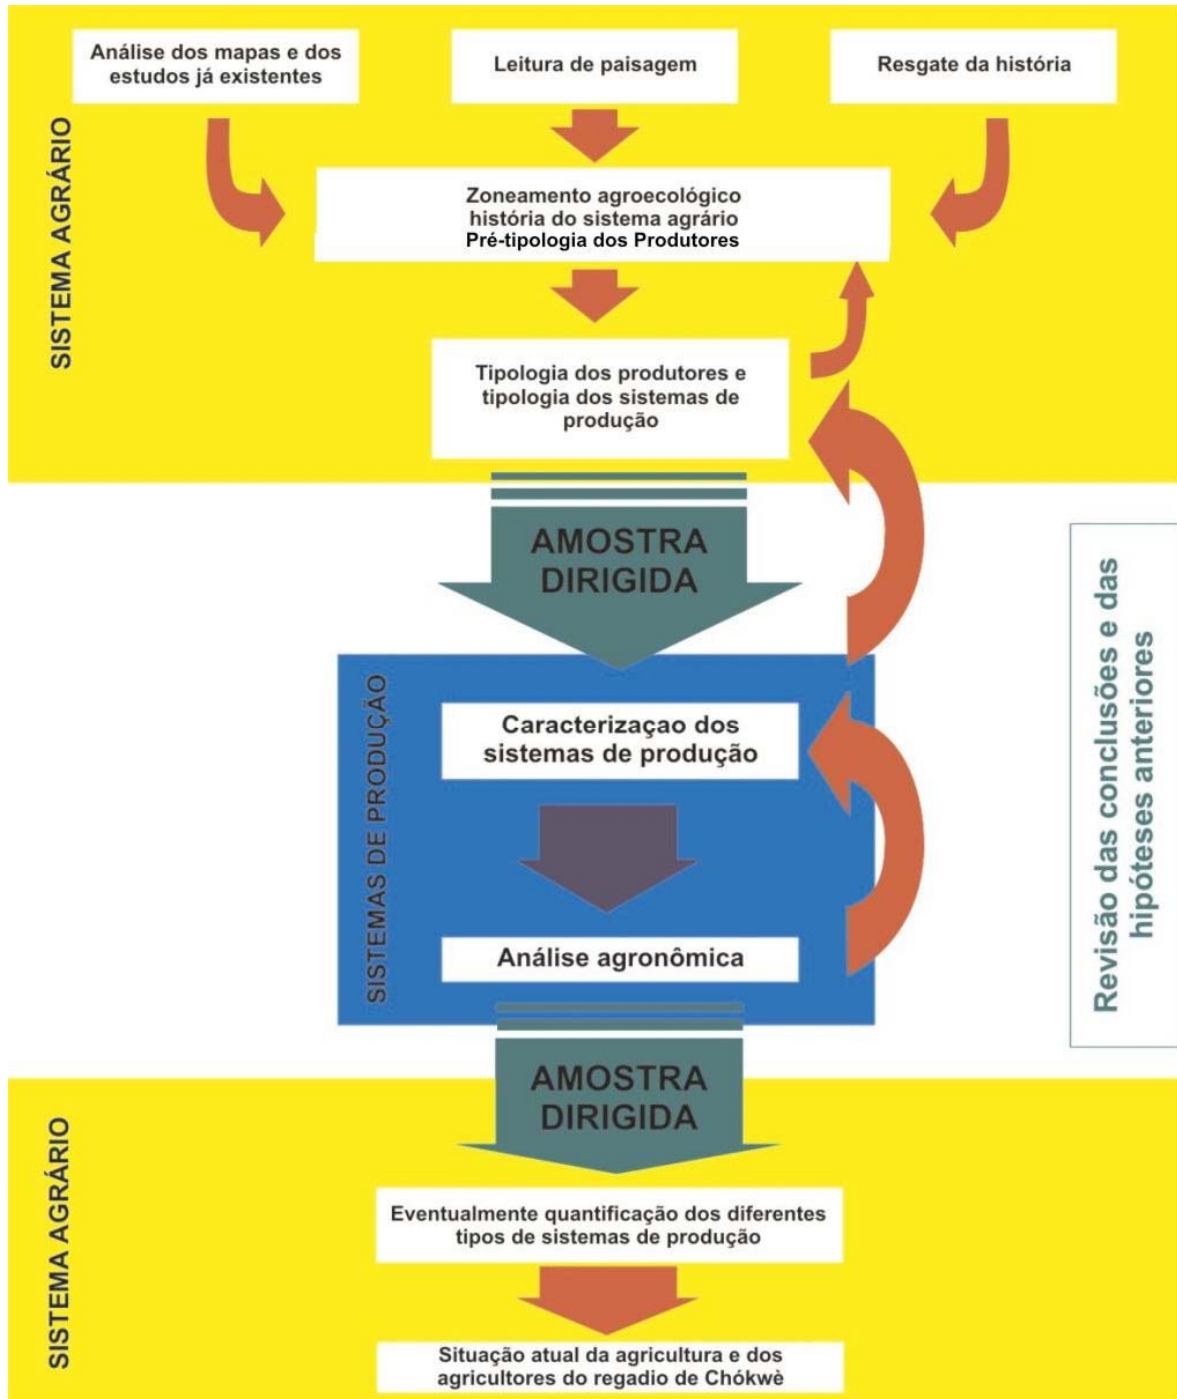 Análise dos mapas e dos
estudos já existentes
Leitura de paisagem
Resgate da história
SISTEMA AGRÁRIO
Zoneamento agroecológico
história do sistema agrário
Pré-tipologia dos Produtores
Tipologia dos produtores e
tipologia dos sistemas de
produção
AMOSTRA
DIRIGIDA
Revisão das conclusões e das
hipóteses anteriores
SISTEMAS DE PRODUÇÃO
Caracterizaçao dos
sistemas de produção
Análise agronômica
AMOSTRA
DIRIGIDA
SISTEMA AGRÁRIO
Eventualmente quantificação dos diferentes
tipos de sistemas de produção
Situação atual da agricultura e dos
agricultores do regadio de Chókwè